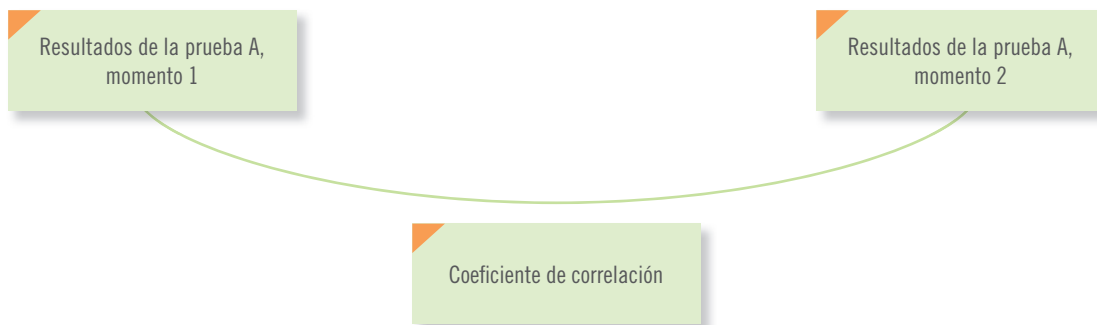 Resultados de la prueba A,
momento 1
Resultados de la prueba A,
momento 2
Coeficiente de correlación